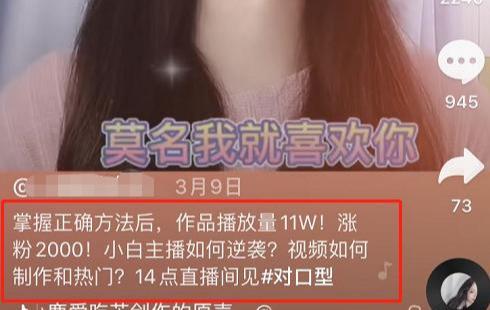 2240
莫名我就喜欢你
945
@
3月9日
73
掌握正确方法后，作品播放量11W！涨
粉2000！小白主播如何逆袭？视频如何
制作和热门？14点直播间见#对口型